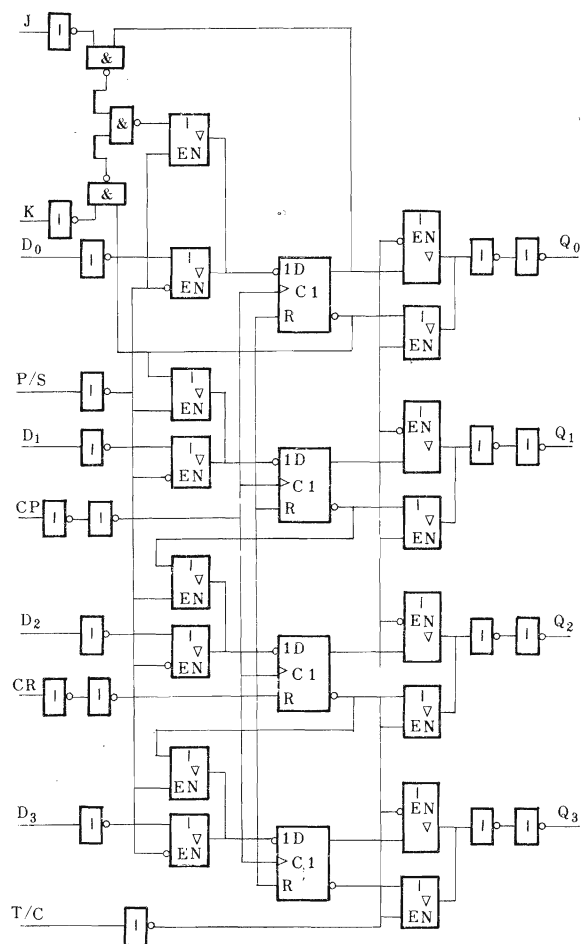 J
1
&
&
1 ▽
EN
&
K
1
D₀
1
1 ▽
EN
1D
C1
R
1
EN ▽
1 ▽
EN
1
1
Q₀
P/S
1
1 ▽
EN
D₁
1
1 ▽
EN
1D
C1
R
1
EN ▽
1 ▽
EN
1
1
Q₁
CP
1
1
1 ▽
EN
D₂
1
1 ▽
EN
1D
C1
R
1
EN ▽
1 ▽
EN
1
1
Q₂
CR
1
1
1 ▽
EN
D₃
1
1 ▽
EN
1D
C1
R
1
EN ▽
1 ▽
EN
1
1
Q₃
T/C
1